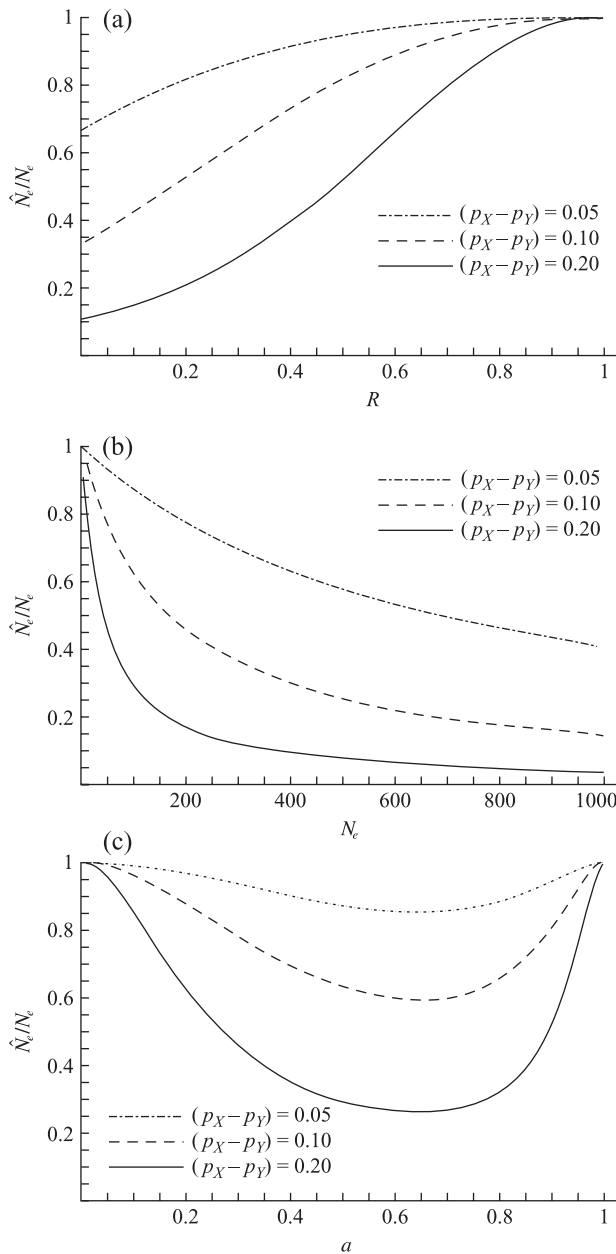 (a)
1
0.8
0.6
0.4
0.2
N̂e/Ne
(pX−pY) = 0.05
(pX−pY) = 0.10
(pX−pY) = 0.20
0.2 0.4 0.6 0.8 1
R
(b)
1
0.8
0.6
0.4
0.2
N̂e/Ne
(pX−pY) = 0.05
(pX−pY) = 0.10
(pX−pY) = 0.20
200 400 600 800 1000
Ne
(c)
1
0.8
0.6
0.4
0.2
N̂e/Ne
(pX−pY) = 0.05
(pX−pY) = 0.10
(pX−pY) = 0.20
0.2 0.4 0.6 0.8 1
a